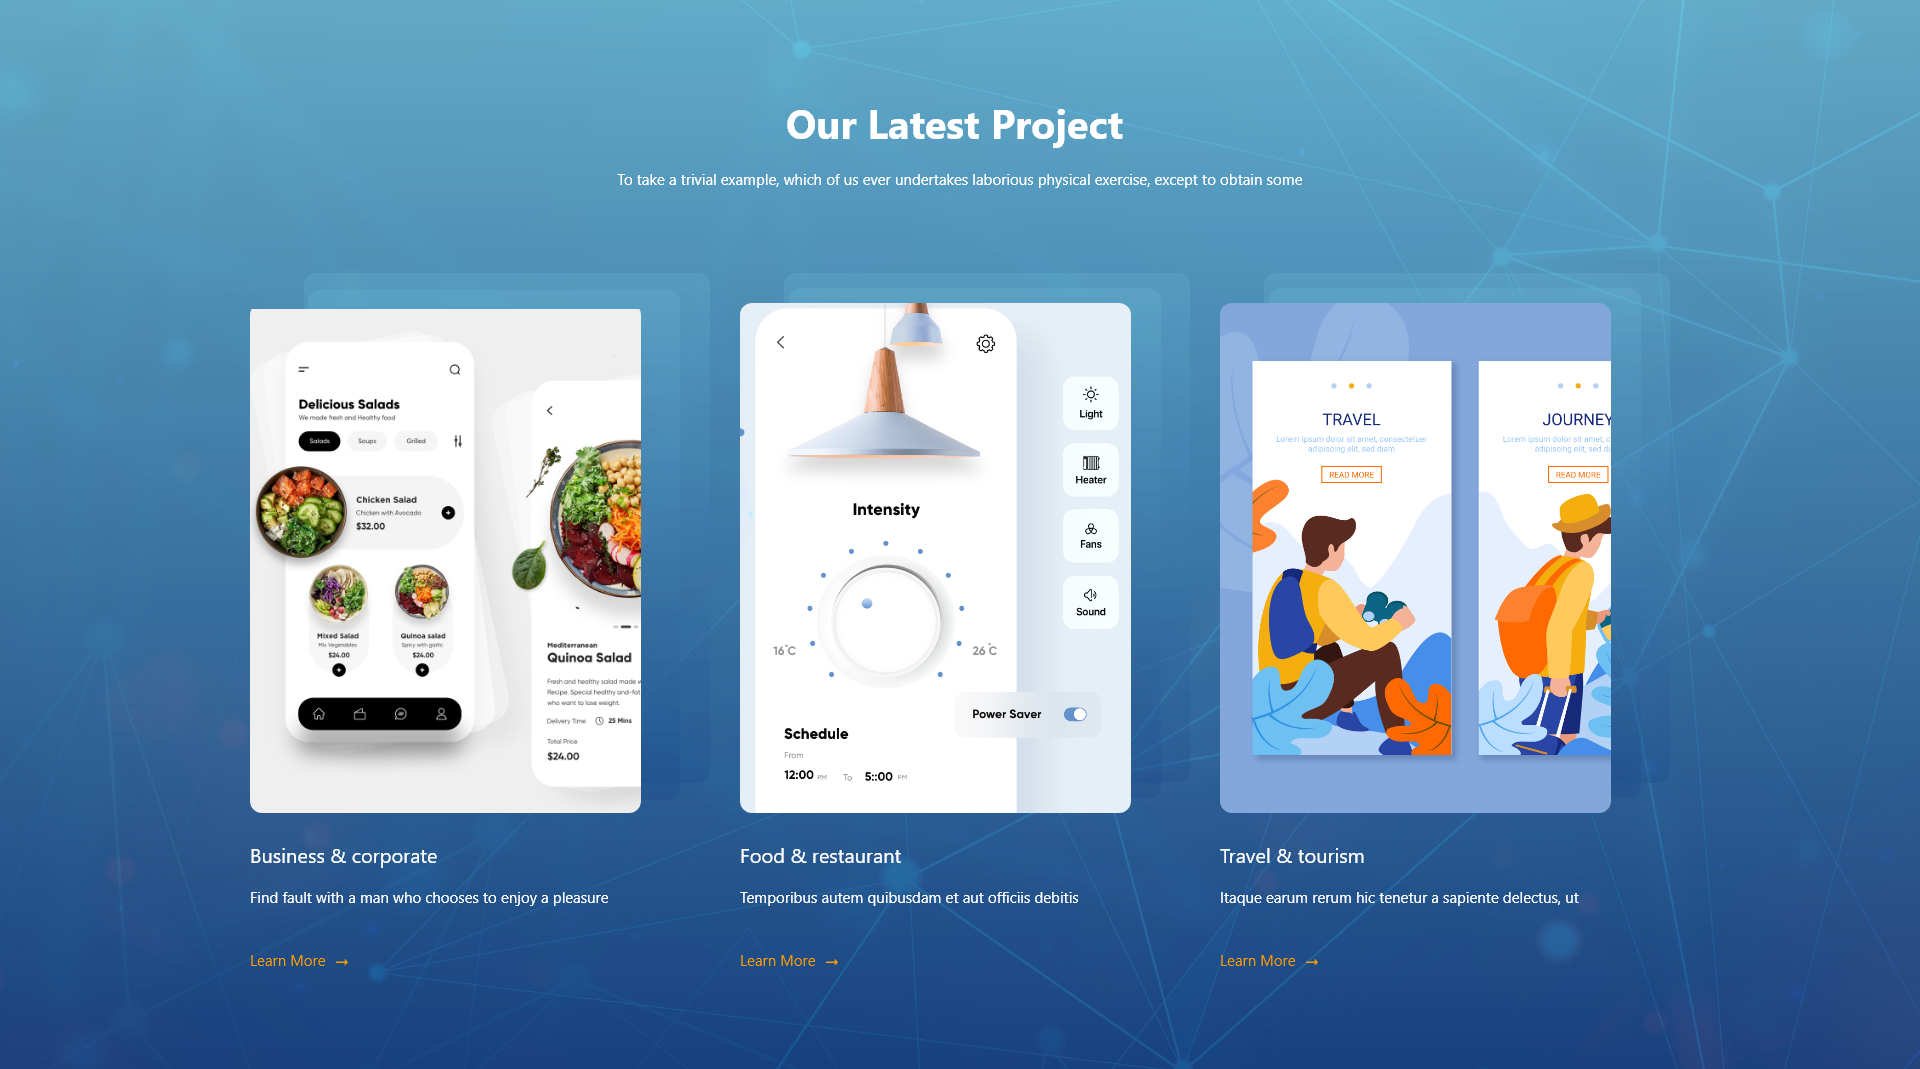 Our Latest Project
To take a trivial example, which of us ever undertakes laborious physical exercise, except to obtain some
Delicious Salads
We made fresh and Healthy food
Salads
Soups
Grilled
Chicken Salad
Chicken with Avocado
$32.00
Mixed Salad
Mix Vegetables
$24.00
Quinoa salad
Spicy with garlic
$24.00
Mediterranean
Quinoa Salad
Fresh and healthy salad made
Recipe. Special healthy and-fat
who want to lose weight.
Delivery Time
25 Mins
Total Price
$24.00
Light
Heater
Fans
Sound
Intensity
16°C
26°C
Power Saver
Schedule
From
12:00 PM To 5::00 PM
TRAVEL
Lorem ipsum dolor sit amet, consectetuer
adipiscing elit, sed diam
READ MORE
JOURNEY
Lorem ipsum dolor sit amet, c
adipiscing elit, sed di
READ MORE
Business & corporate
Find fault with a man who chooses to enjoy a pleasure
Learn More →
Food & restaurant
Temporibus autem quibusdam et aut officiis debitis
Learn More →
Travel & tourism
Itaque earum rerum hic tenetur a sapiente delectus, ut
Learn More →